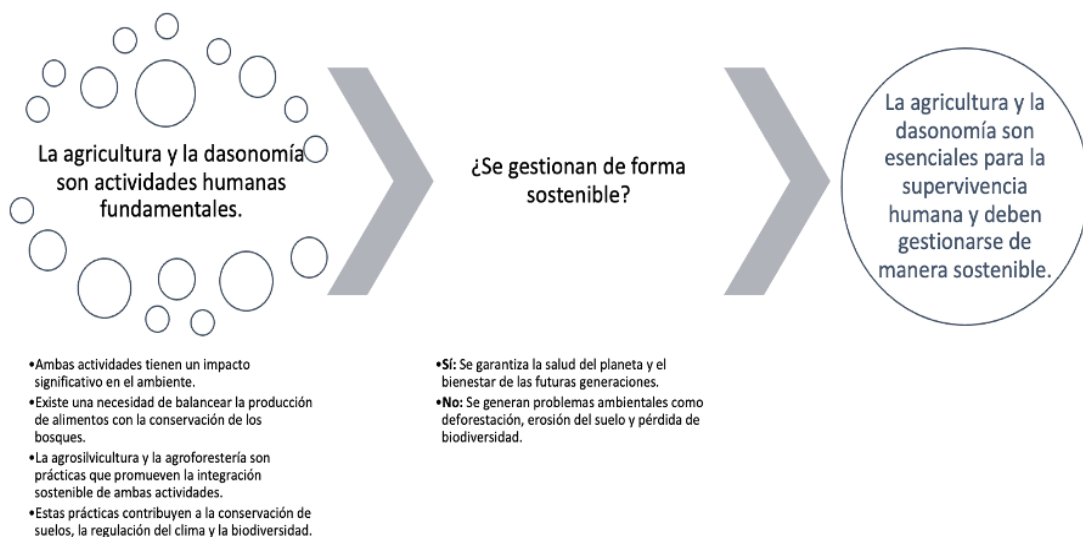 La agricultura y la dasonomía
son actividades humanas
fundamentales.
•Ambas actividades tienen un impacto
significativo en el ambiente.
•Existe una necesidad de balancear la producción
de alimentos con la conservación de los
bosques.
•La agrosilvicultura y la agroforestería son
prácticas que promueven la integración
sostenible de ambas actividades.
•Estas prácticas contribuyen a la conservación de
suelos, la regulación del clima y la biodiversidad.
¿Se gestionan de forma
sostenible?
•Sí: Se garantiza la salud del planeta y el
bienestar de las futuras generaciones.
•No: Se generan problemas ambientales como
deforestación, erosión del suelo y pérdida de
biodiversidad.
La agricultura y la
dasonomía son
esenciales para la
supervivencia
humana y deben
gestionarse de
manera sostenible.